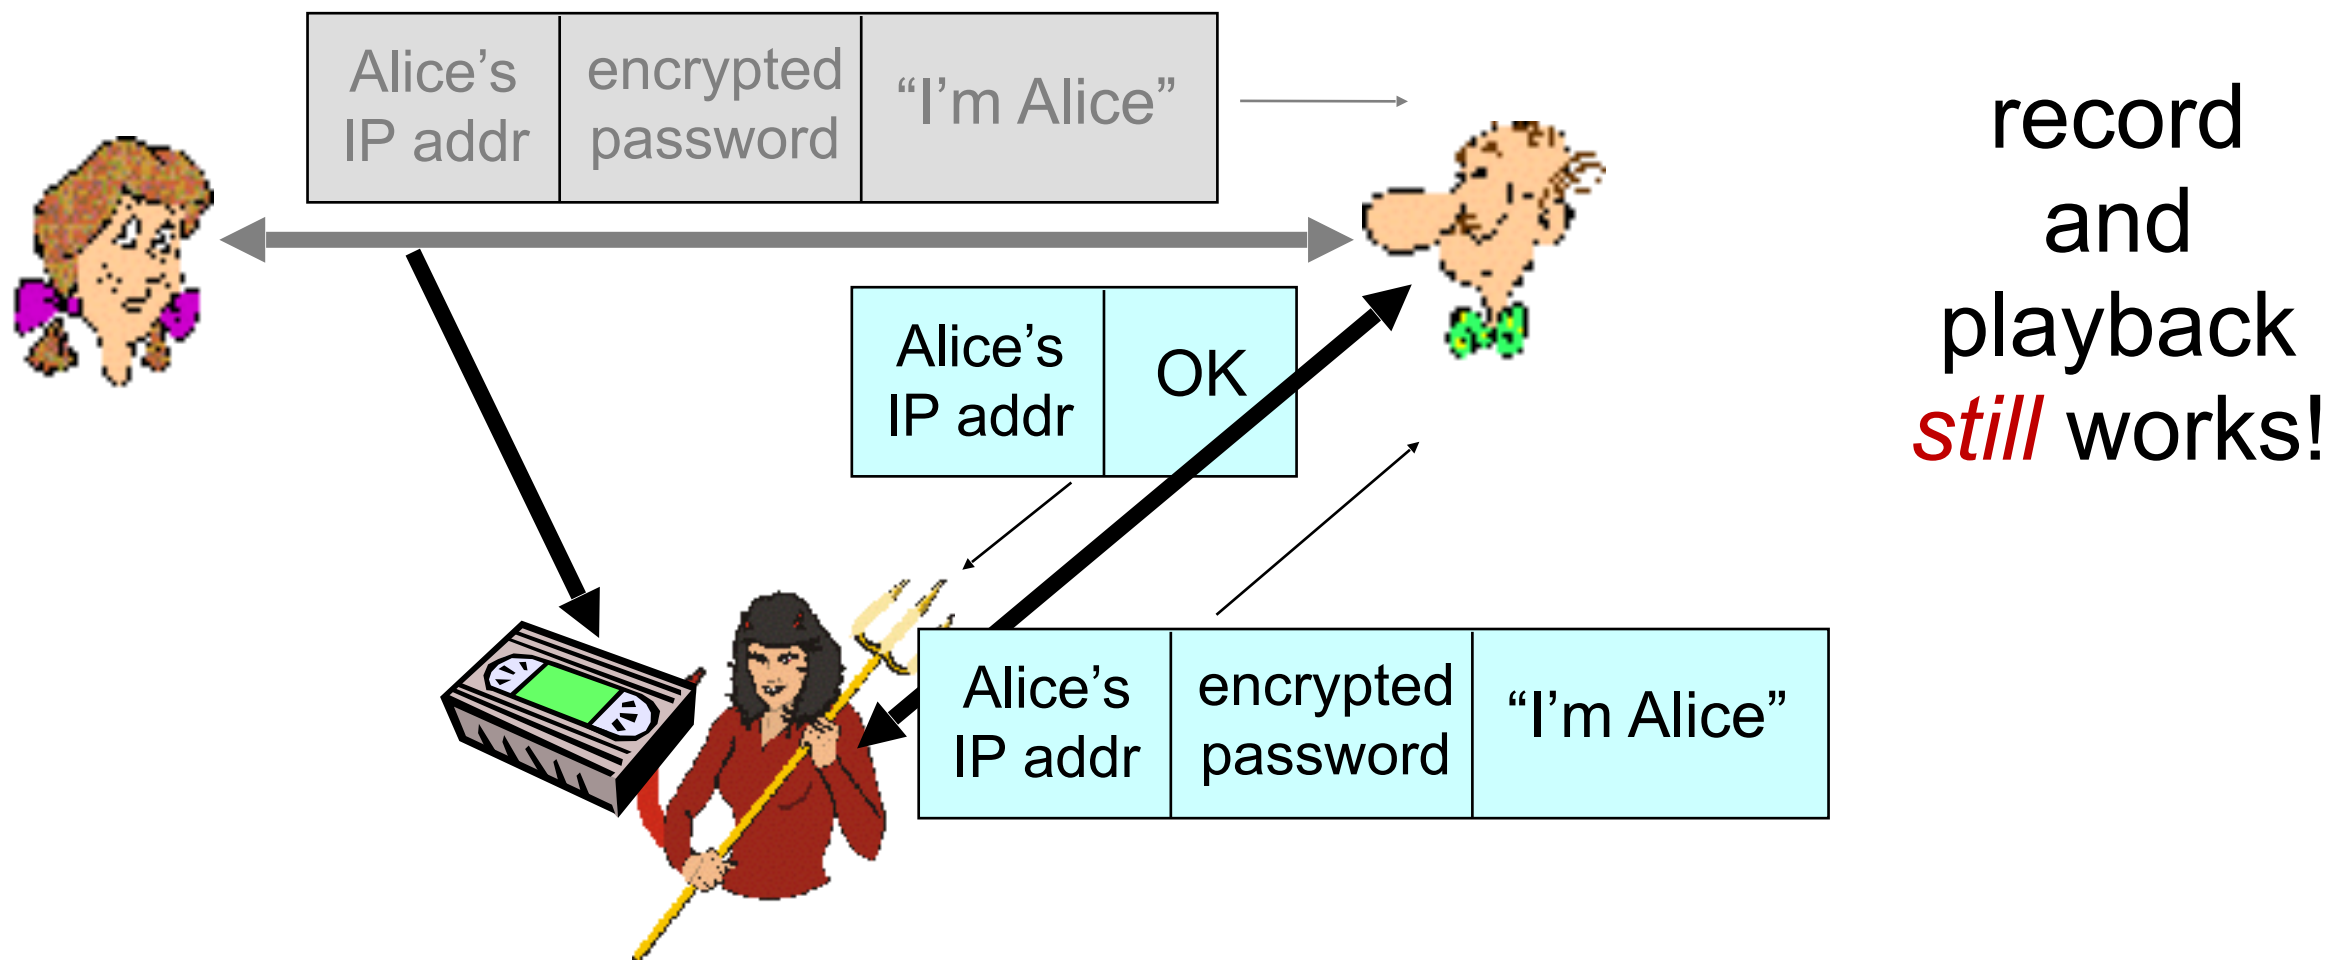 Alice’s
IP addr
encrypted
password
“I’m Alice”
record
and
playback
still works!
Alice’s
IP addr
OK
Alice’s
IP addr
encrypted
password
“I’m Alice”